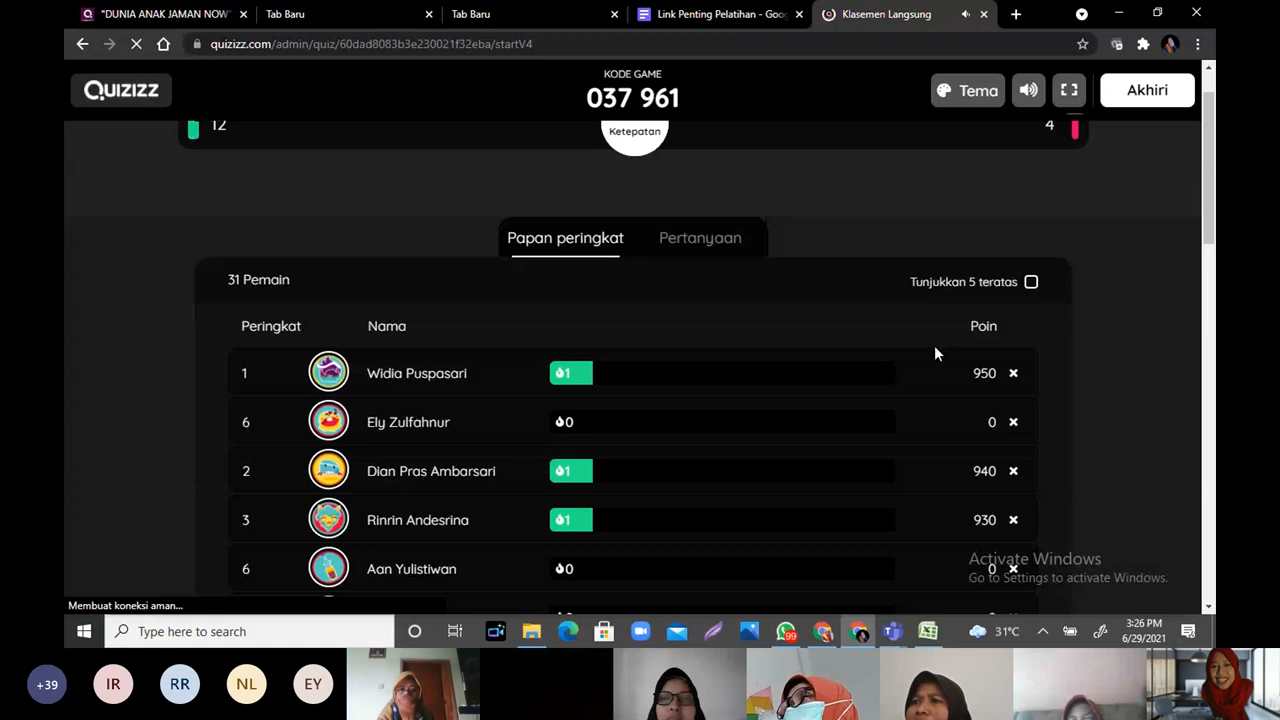 "DUNIA ANAK JAMAN NOW"
Tab Baru
Tab Baru
Link Penting Pelatihan - Goog
Klasemen Langsung
quizizz.com/admin/quiz/60dad8083b3e230021f32eba/startV4
QUIZIZZ
KODE GAME
037 961
Tema
Akhiri
12
Ketepatan
4
Papan peringkat
Pertanyaan
31 Pemain
Tunjukkan 5 teratas
Peringkat
Nama
Poin
1 Widia Puspasari 1 950
6 Ely Zulfahnur 0 0
2 Dian Pras Ambarsari 1 940
3 Rinrin Andesrina 1 930
6 Aan Yulistiwan 0 0
Activate Windows
Go to Settings to activate Windows.
Membuat koneksi aman...
Type here to search
99
31°C
3:26 PM
6/29/2021
+39
IR
RR
NL
EY